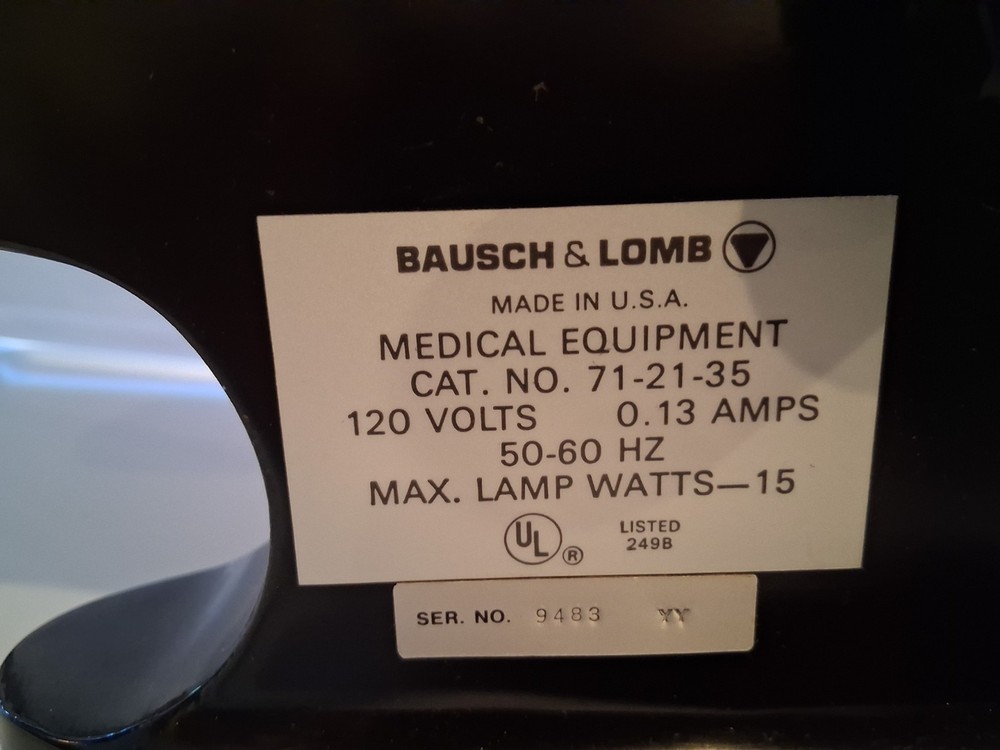 BAUSCH & LOMB
MADE IN U.S.A.
MEDICAL EQUIPMENT
CAT. NO. 71-21-35
120 VOLTS 0.13 AMPS
50-60 HZ
MAX. LAMP WATTS—15
UL ® LISTED
249B
SER. NO. 9483 YY